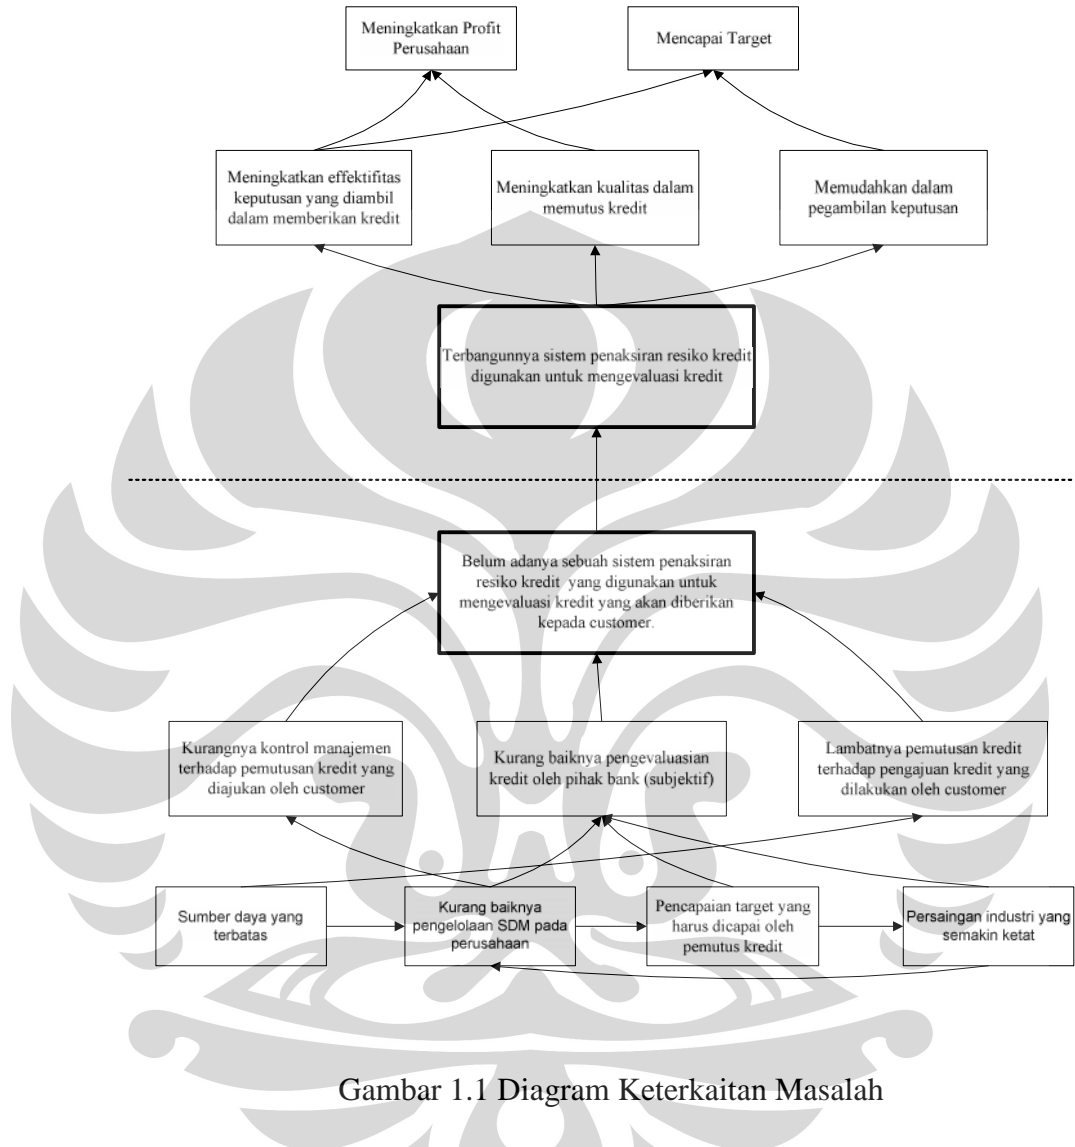 Meningkatkan Profit
Perusahaan
Mencapai Target
Meningkatkan effektifitas
keputusan yang diambil
dalam memberikan kredit
Meningkatkan kualitas dalam
memutus kredit
Memudahkan dalam
pegambilan keputusan
Terbangunnya sistem penaksiran resiko kredit
digunakan untuk mengevaluasi kredit
Belum adanya sebuah sistem penaksiran
resiko kredit yang digunakan untuk
mengevaluasi kredit yang akan diberikan
kepada customer.
Kurangnya kontrol manajemen
terhadap pemutusan kredit yang
diajukan oleh customer
Kurang baiknya pengevaluasian
kredit oleh pihak bank (subjektif)
Lambatnya pemutusan kredit
terhadap pengajuan kredit yang
dilakukan oleh customer
Sumber daya yang
terbatas
Kurang baiknya
pengelolaan SDM pada
perusahaan
Pencapaian target yang
harus dicapai oleh
pemutus kredit
Persaingan industri yang
semakin ketat
Gambar 1.1 Diagram Keterkaitan Masalah